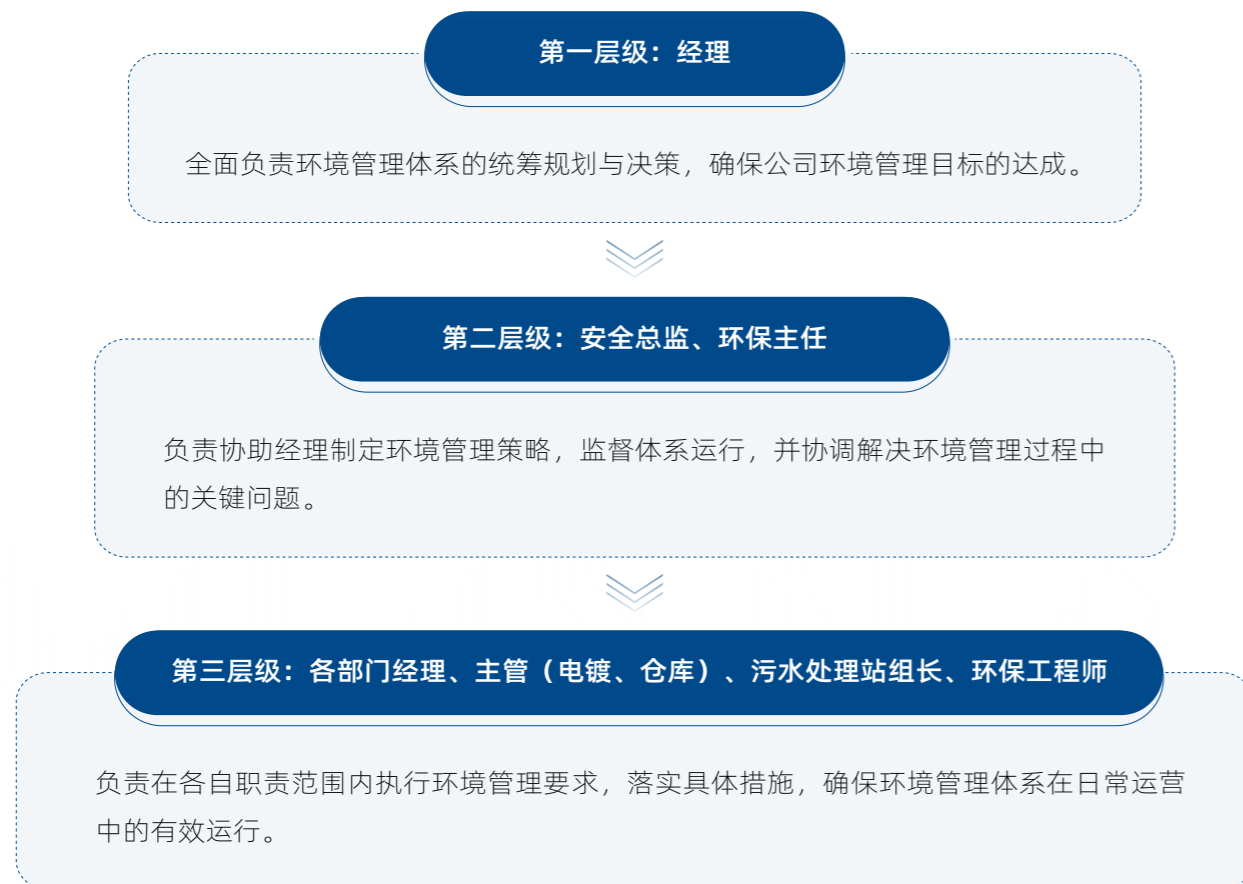 第一层级：经理
全面负责环境管理体系的统筹规划与决策，确保公司环境管理目标的达成。
第二层级：安全总监、环保主任
负责协助经理制定环境管理策略，监督体系运行，并协调解决环境管理过程中
的关键问题。
第三层级：各部门经理、主管（电镀、仓库）、污水处理站组长、环保工程师
负责在各自职责范围内执行环境管理要求，落实具体措施，确保环境管理体系在日常运营
中的有效运行。